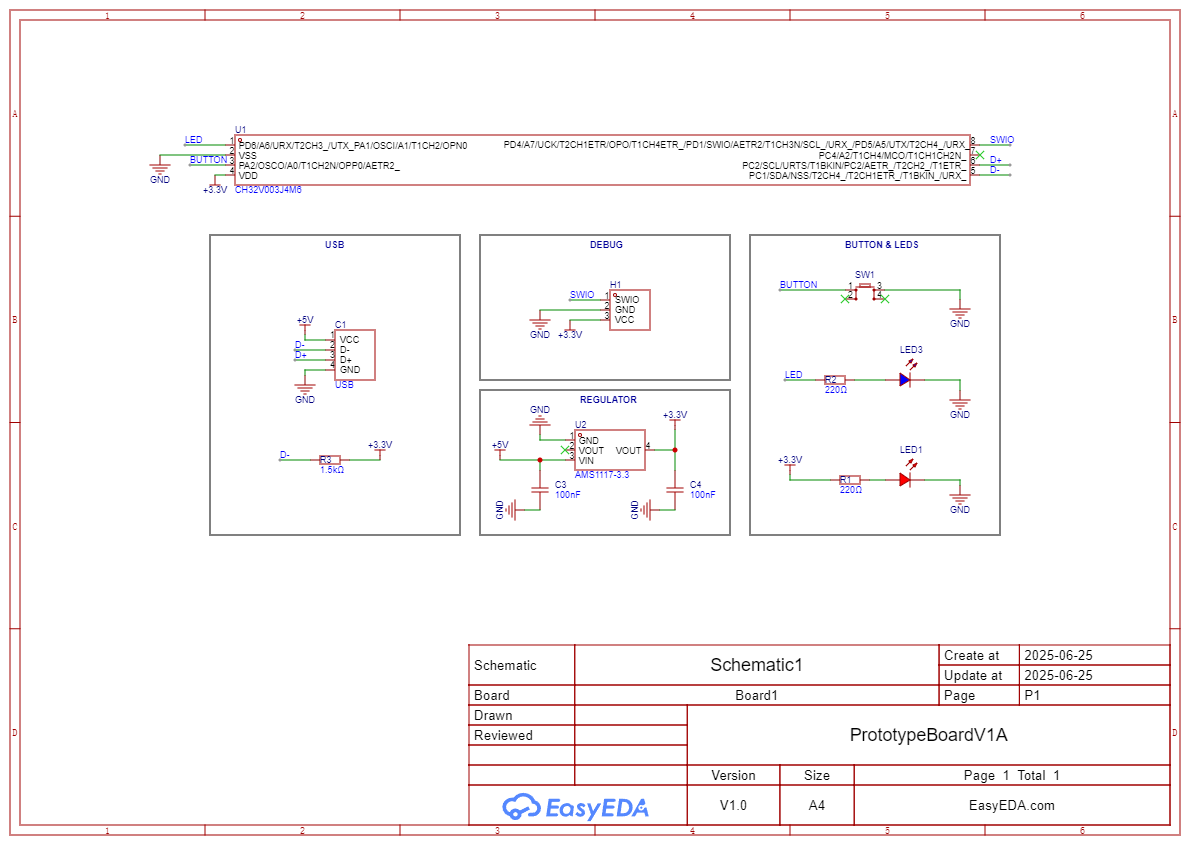 1 2 3 4 5 6
A A
U1
LED 1 PD6/A6/URX/T2CH3_/UTX_PA1/OSCI/A1/T1CH2/OPN0 PD4/A7/UCK/T2CH1ETR/OPO/T1CH4ETR_/PD1/SWIO/AETR2/T1CH3N/SCL_/URX_/PD5/A5/UTX/T2CH4_/URX_ 8 SWIO
2 VSS PC4/A2/T1CH4/MCO/T1CH1CH2N_ 7
BUTTON 3 PA2/OSCO/A0/T1CH2N/OPP0/AETR2_ PC2/SCL/URTS/T1BKIN/PC2/AETR_/T2CH2_/T1ETR_ 6 D+
4 VDD PC1/SDA/NSS/T2CH4_/T2CH1ETR_/T1BKIN_/URX_ 5 D-
GND
+3.3V CH32V003J4M6
B B
USB
+5V C1
1 VCC
D- 2 D-
D+ 3 D+
4 GND
USB
GND
D- R3 +3.3V
1.5kΩ
DEBUG
H1
SWIO 1 SWIO
2 GND
3 VCC
GND +3.3V
REGULATOR
GND +3.3V
U2
1 GND
+5V 2 VOUT VOUT 4
3 VIN
AMS1117-3.3
C3 C4
100nF 100nF
GND GND
BUTTON & LEDS
SW1
BUTTON 1 3
2 4
GND
LED3
LED R2
220Ω
GND
LED1
+3.3V
R1
220Ω
GND
C C
D D
Schematic Schematic1 Create at 2025-06-25
Update at 2025-06-25
Board Board1 Page P1
Drawn
Reviewed PrototypeBoardV1A
Version Size Page 1 Total 1
EasyEDA V1.0 A4 EasyEDA.com
1 2 3 4 5 6